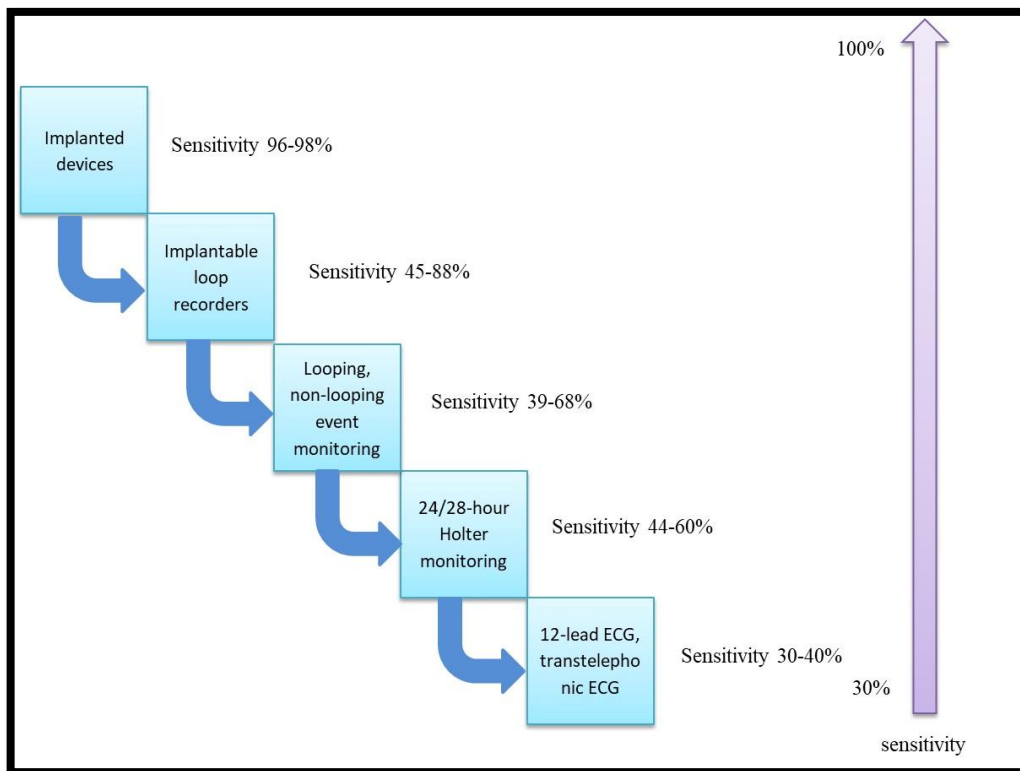 100%
Implanted
devices
Sensitivity 96-98%
Implantable
loop
recorders
Sensitivity 45-88%
Looping,
non-looping
event
monitoring
Sensitivity 39-68%
24/28-hour
Holter
monitoring
Sensitivity 44-60%
12-lead ECG,
transtelepho
nic ECG
Sensitivity 30-40%
30%
sensitivity